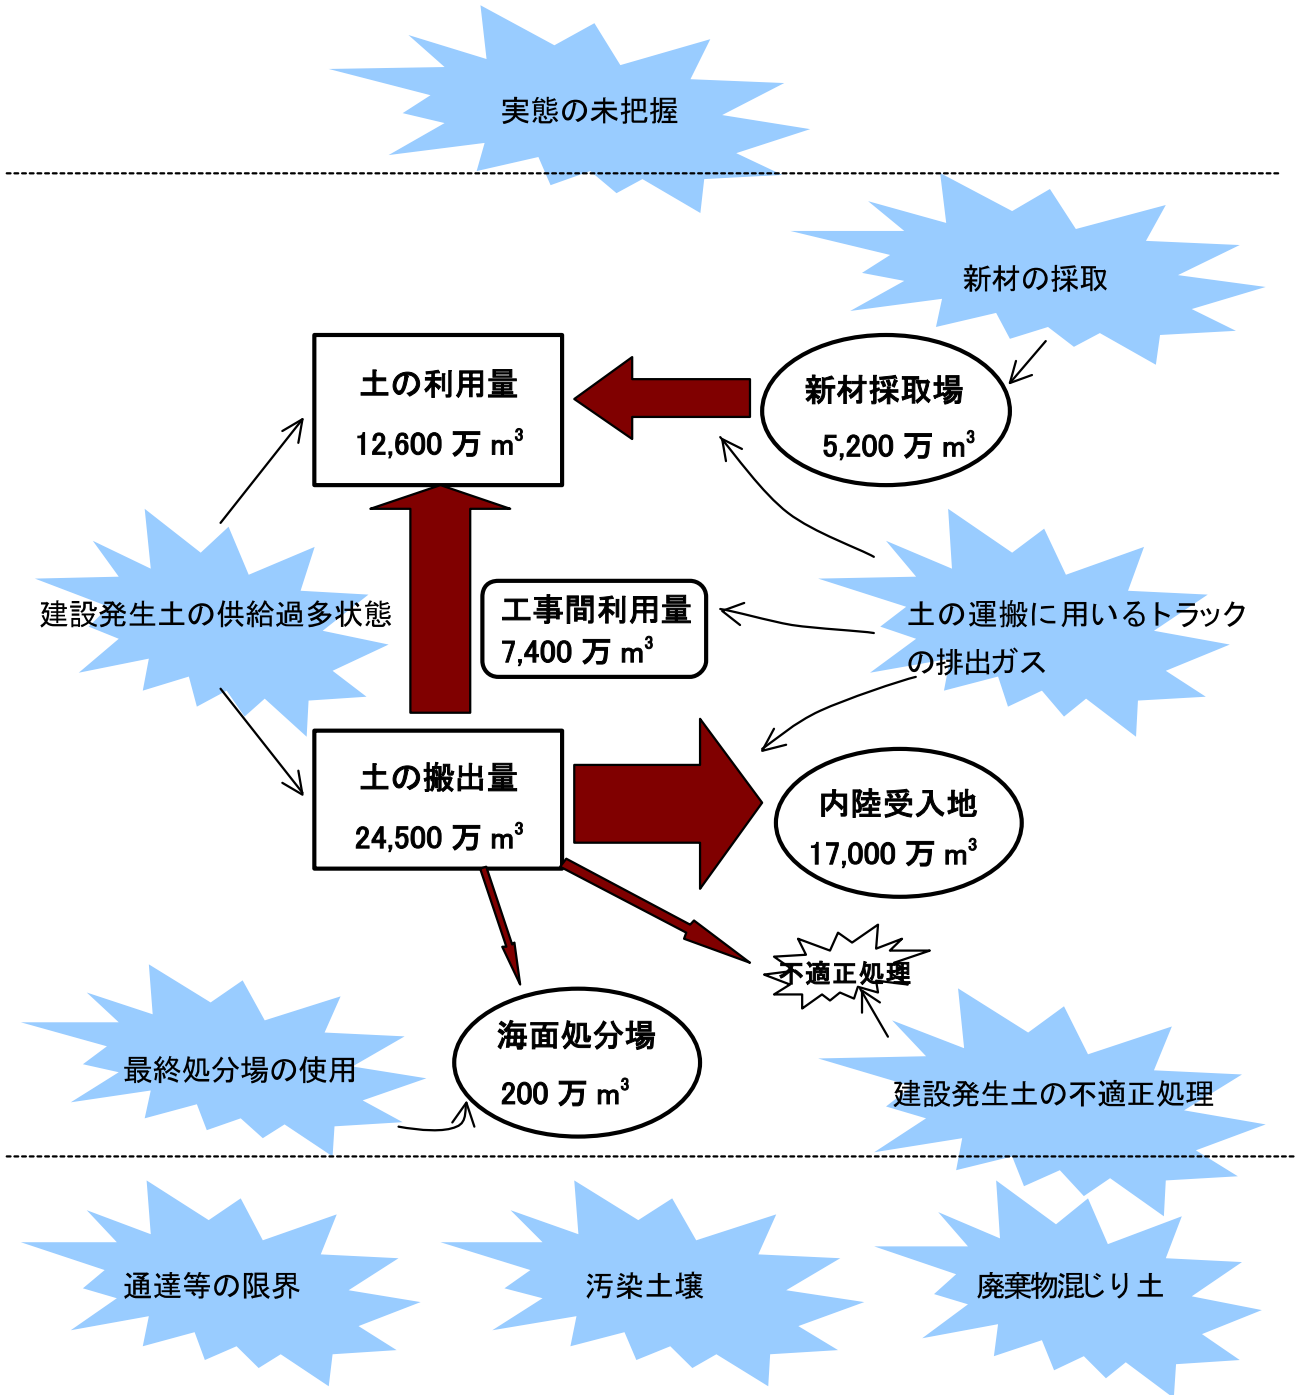 実態の未把握
新材の採取
土の利用量
12,600 万 m³
新材採取場
5,200 万 m³
建設発生土の供給過多状態
工事間利用量
7,400 万 m³
土の運搬に用いるトラック
の排出ガス
土の搬出量
24,500 万 m³
内陸受入地
17,000 万 m³
不適正処理
海面処分場
200 万 m³
最終処分場の使用
建設発生土の不適正処理
通達等の限界
汚染土壌
廃棄物混じり土